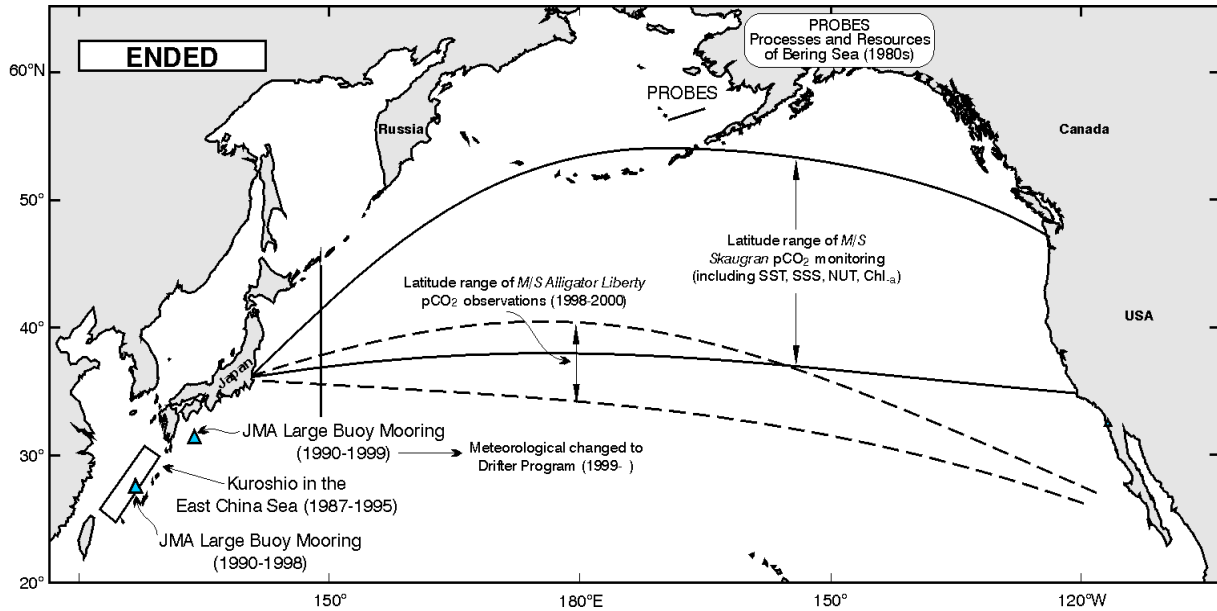 ENDED
PROBES
Processes and Resources
of Bering Sea (1980s)
60°N
PROBES
Russia
Canada
50°
Latitude range of M/S
Skaugran pCO₂ monitoring
(including SST, SSS, NUT, Chl.-a)
Latitude range of M/S Alligator Liberty
pCO₂ observations (1998-2000)
40°
USA
Japan
JMA Large Buoy Mooring
(1990-1999)
Meteorological changed to
Drifter Program (1999- )
30°
Kuroshio in the
East China Sea (1987-1995)
JMA Large Buoy Mooring
(1990-1998)
20°
150°
180°E
150°
120°W